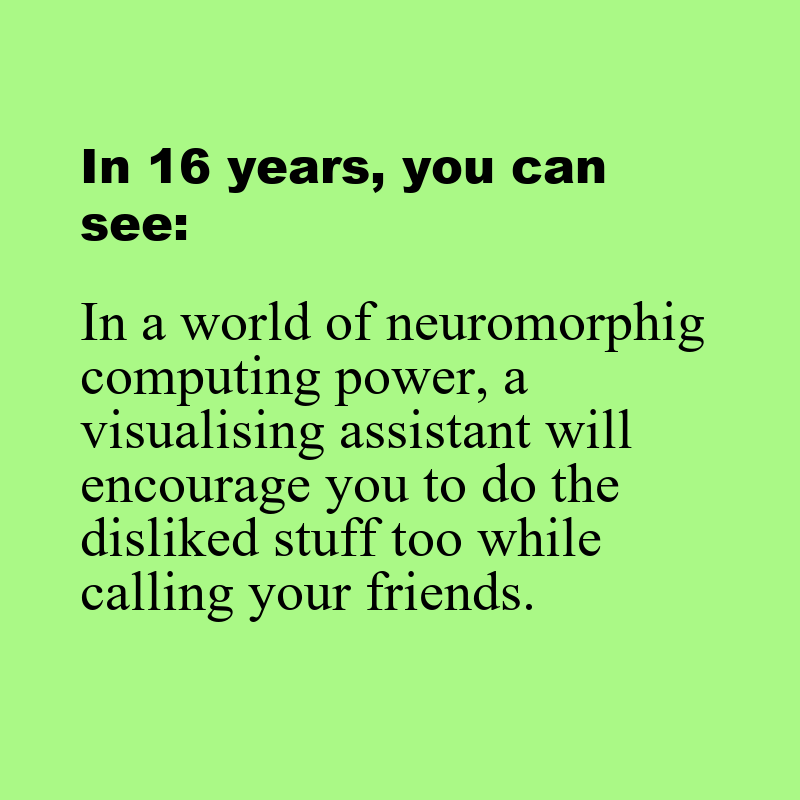 In 16 years, you can
see:
In a world of neuromorphig
computing power, a
visualising assistant will
encourage you to do the
disliked stuff too while
calling your friends.